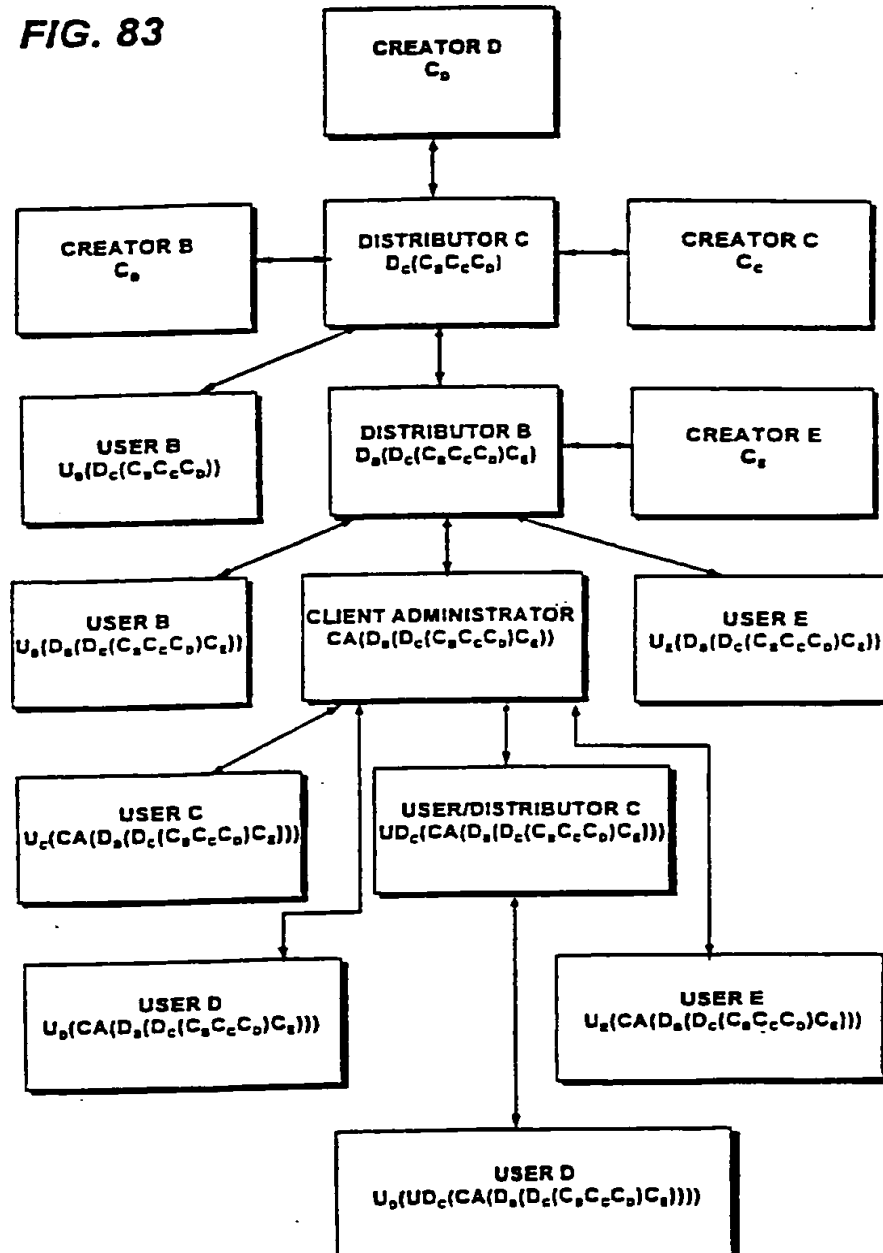 FIG. 83
CREATOR D
C_D
CREATOR B
C_B
DISTRIBUTOR C
D_C(C_BC_CC_D)
CREATOR C
C_C
USER B
U_B(D_C(C_BC_CC_D))
DISTRIBUTOR B
D_B(D_C(C_BC_CC_D)C_E)
CREATOR E
C_E
USER B
U_B(D_B(D_C(C_BC_CC_D)C_E))
CLIENT ADMINISTRATOR
CA(D_B(D_C(C_BC_CC_D)C_E))
USER E
U_E(D_B(D_C(C_BC_CC_D)C_E))
USER C
U_C(CA(D_B(D_C(C_BC_CC_D)C_E)))
USER/DISTRIBUTOR C
UD_C(CA(D_B(D_C(C_BC_CC_D)C_E)))
USER D
U_D(CA(D_B(D_C(C_BC_CC_D)C_E)))
USER E
U_E(CA(D_B(D_C(C_BC_CC_D)C_E)))
USER D
U_D(UD_C(CA(D_B(D_C(C_BC_CC_D)C_E))))